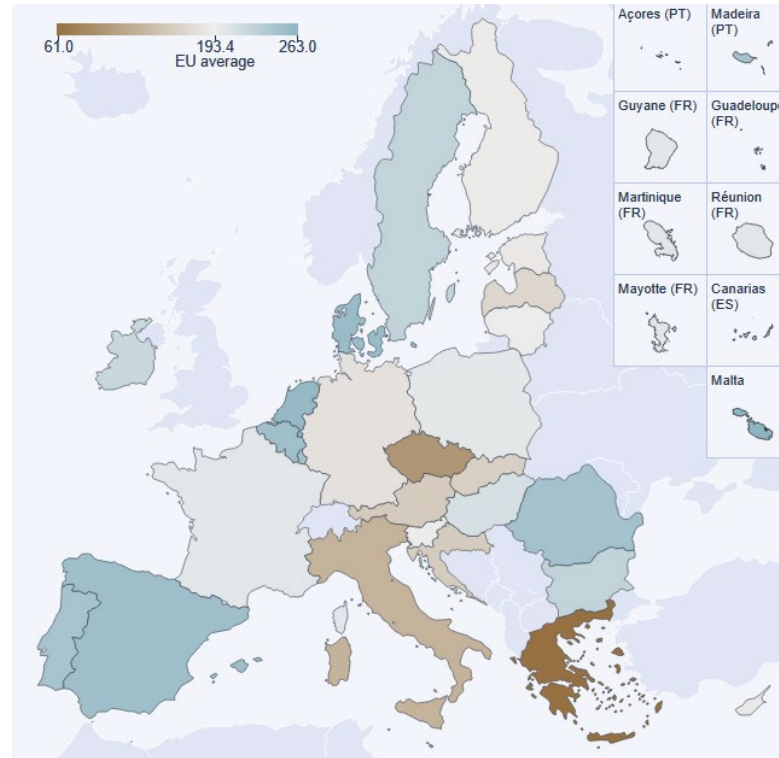 61.0 193.4 263.0
EU average
Açores (PT)
Madeira
(PT)
Guyane (FR)
Guadeloupe
(FR)
Martinique
(FR)
Réunion
(FR)
Mayotte (FR)
Canarias
(ES)
Malta